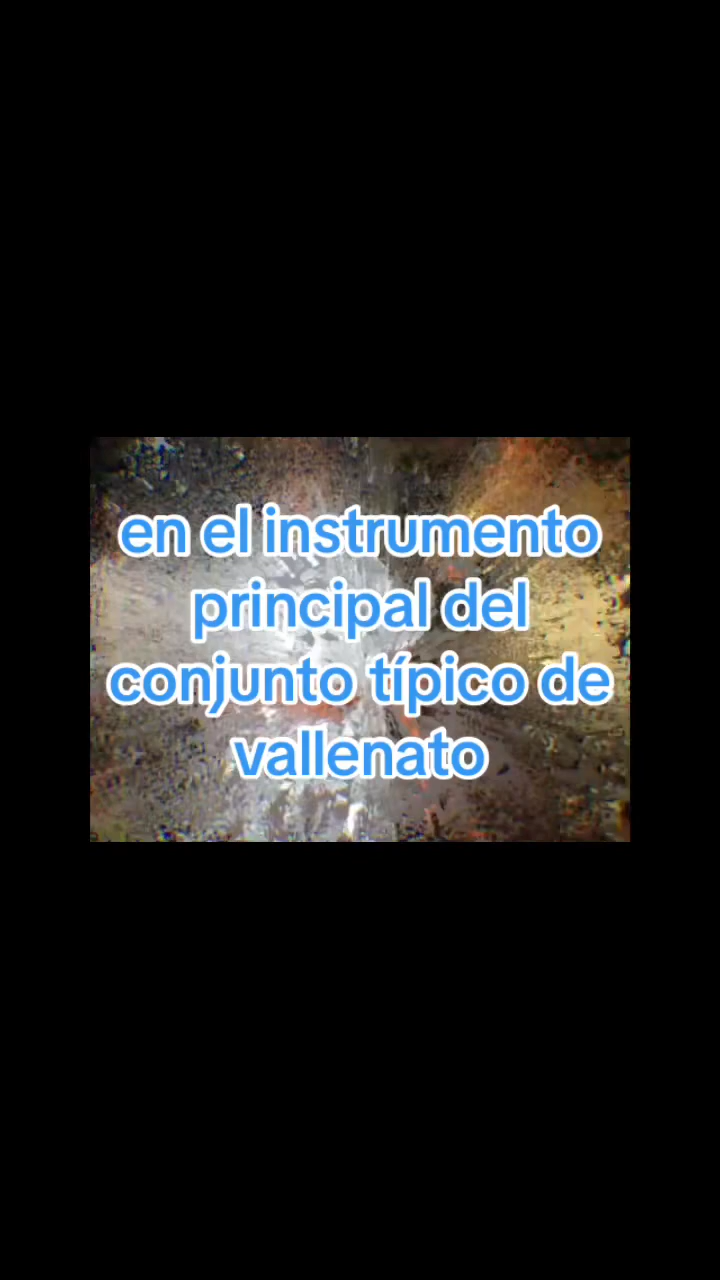 en el instrumento
principal del
conjunto típico de
vallenato